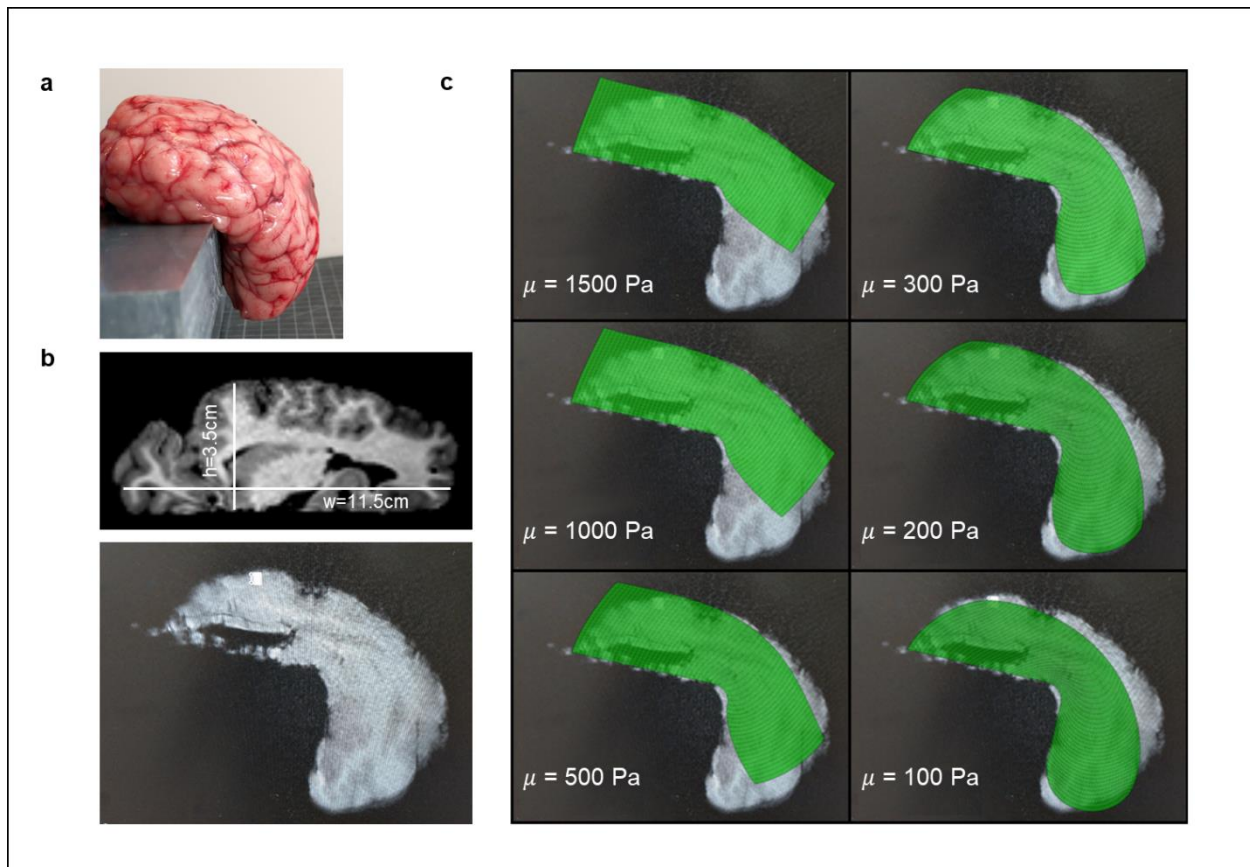 a
b
h=3.5cm
w=11.5cm
c
μ = 1500 Pa
μ = 300 Pa
μ = 1000 Pa
μ = 200 Pa
μ = 500 Pa
μ = 100 Pa